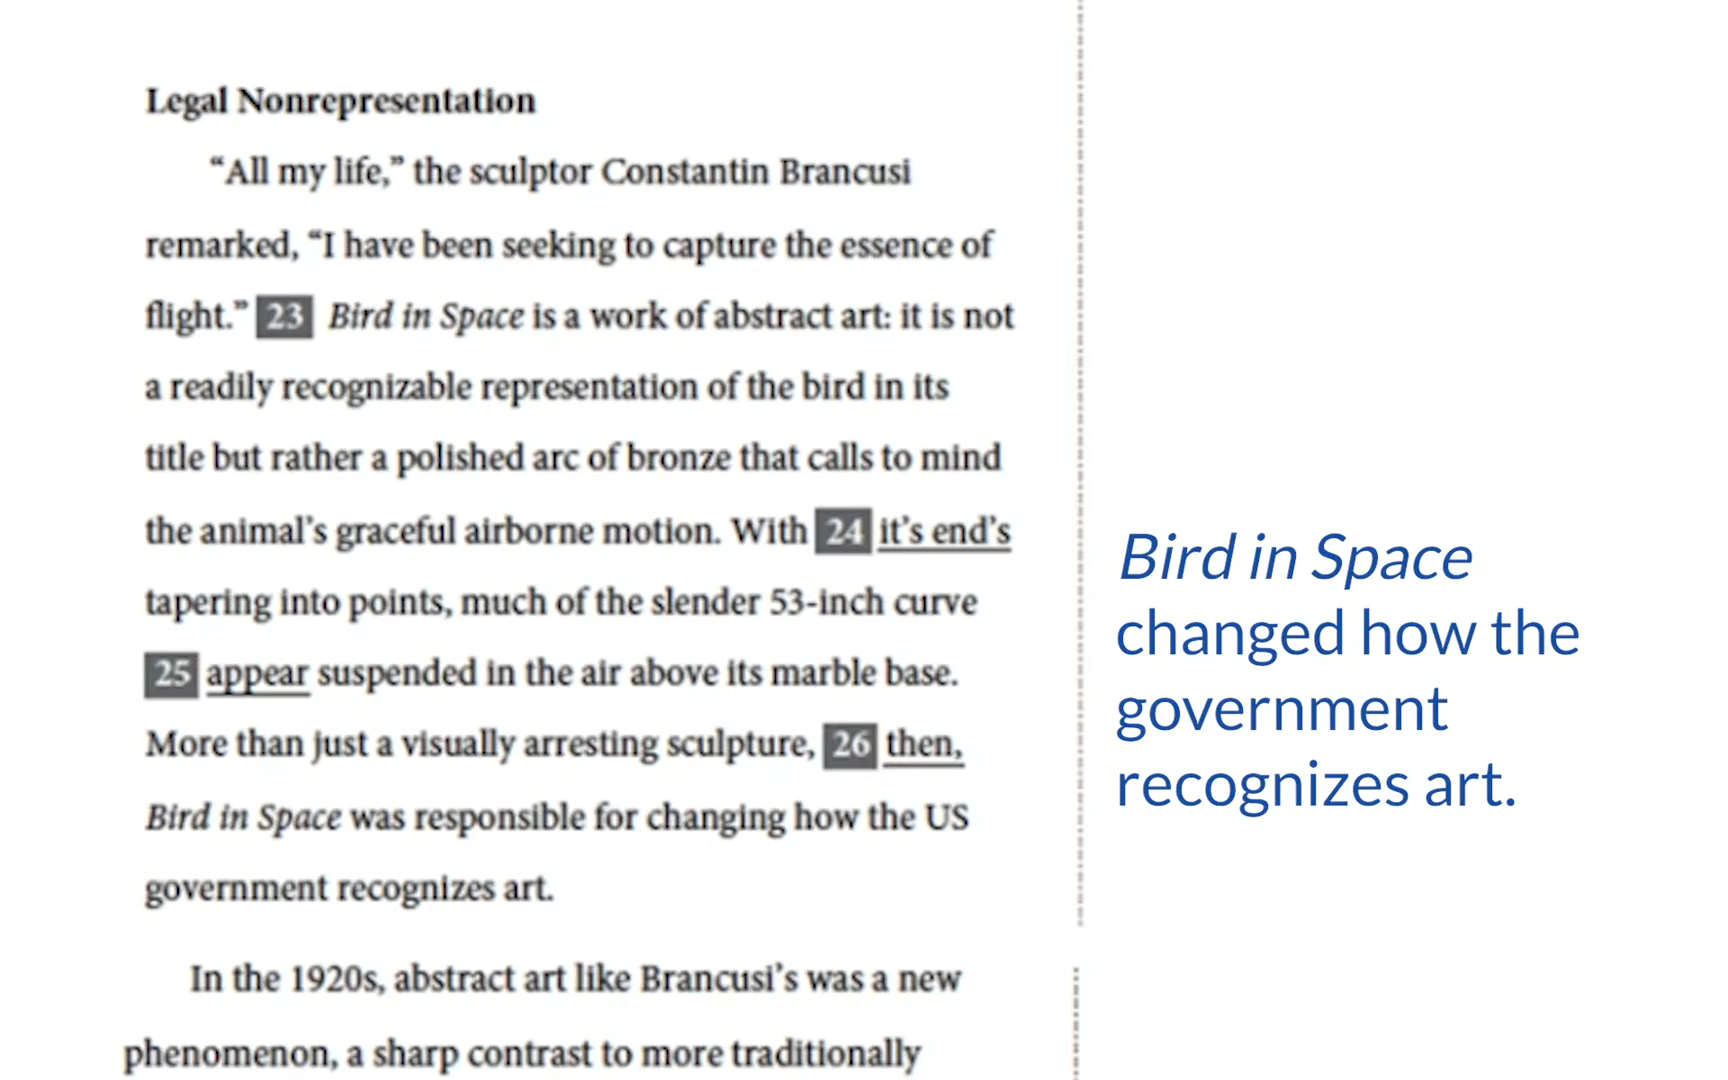 Legal Nonrepresentation
“All my life,” the sculptor Constantin Brancusi
remarked, “I have been seeking to capture the essence of
flight.” 23 Bird in Space is a work of abstract art: it is not
a readily recognizable representation of the bird in its
title but rather a polished arc of bronze that calls to mind
the animal’s graceful airborne motion. With 24 it’s end’s
tapering into points, much of the slender 53-inch curve
25 appear suspended in the air above its marble base.
More than just a visually arresting sculpture, 26 then,
Bird in Space was responsible for changing how the US
government recognizes art.
In the 1920s, abstract art like Brancusi’s was a new
phenomenon, a sharp contrast to more traditionally
Bird in Space
changed how the
government
recognizes art.